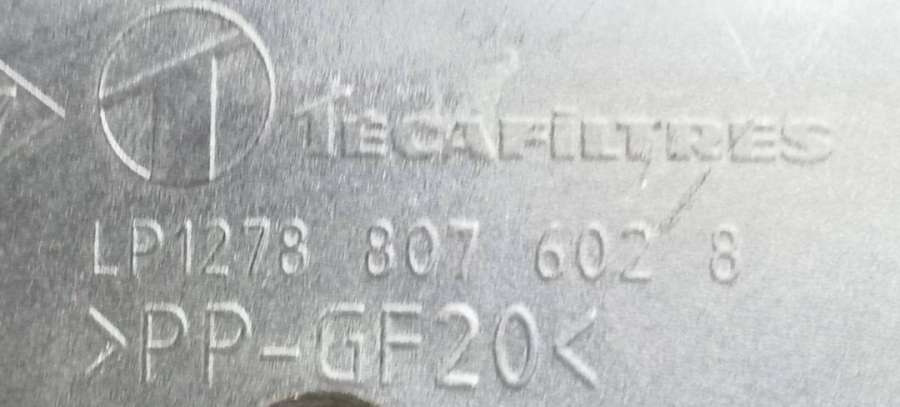 TECAFILTRES
LP1278 807 602 8
>PP-GF20<